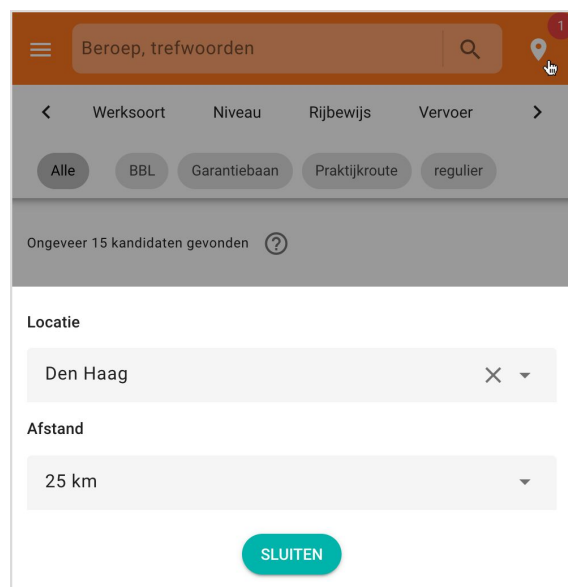 Beroep, trefwoorden
1
Werksoort Niveau Rijbewijs Vervoer
Alle BBL Garantiebaan Praktijkroute regulier
Ongeveer 15 kandidaten gevonden ?
Locatie
Den Haag
Afstand
25 km
SLUITEN